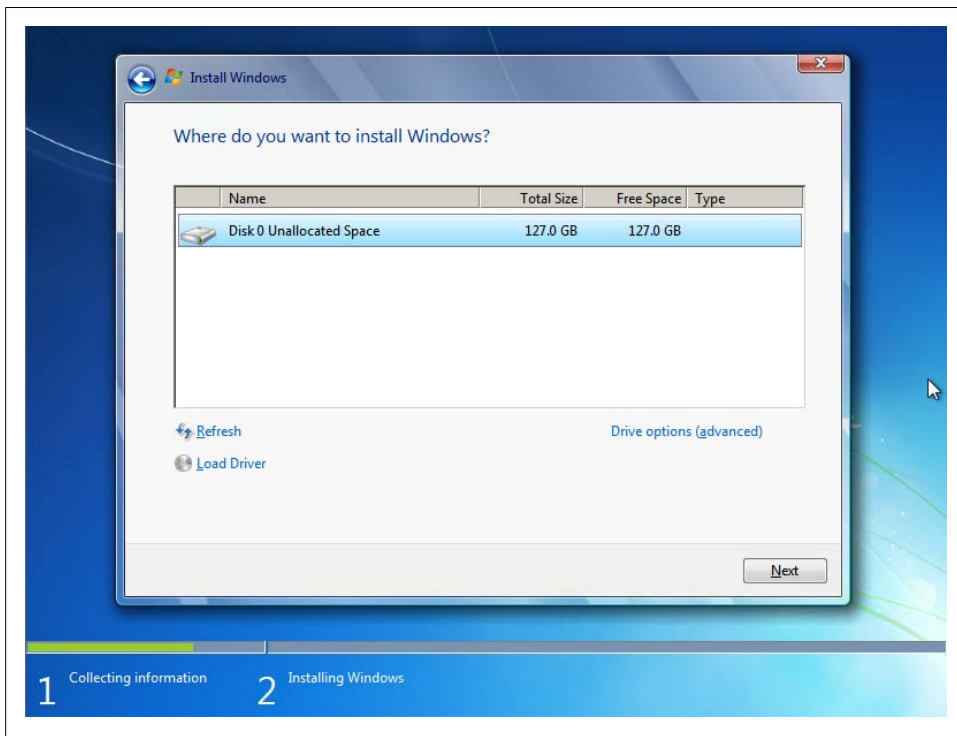 Install Windows
Where do you want to install Windows?
Name Total Size Free Space Type
Disk 0 Unallocated Space 127.0 GB 127.0 GB
Refresh Drive options (advanced)
Load Driver
Next
1 Collecting information 2 Installing Windows